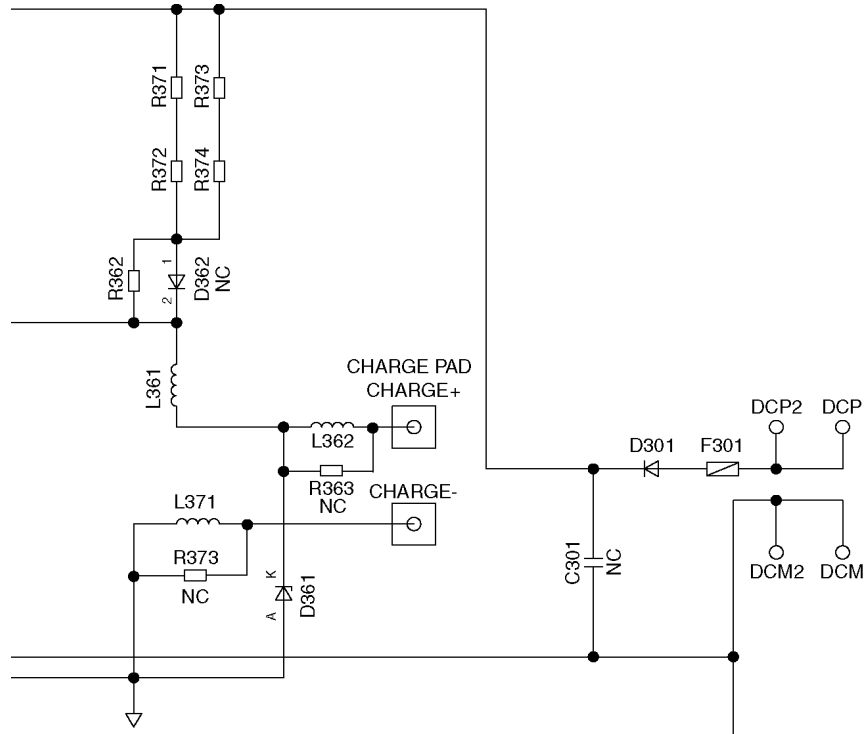 R371
R373
R372
R374
R362
1
2
D362
NC
L361
CHARGE PAD
CHARGE+
L362
R363
NC
CHARGE-
L371
R373
NC
K
A
D361
D301
F301
DCP2
DCP
C301
NC
DCM2
DCM